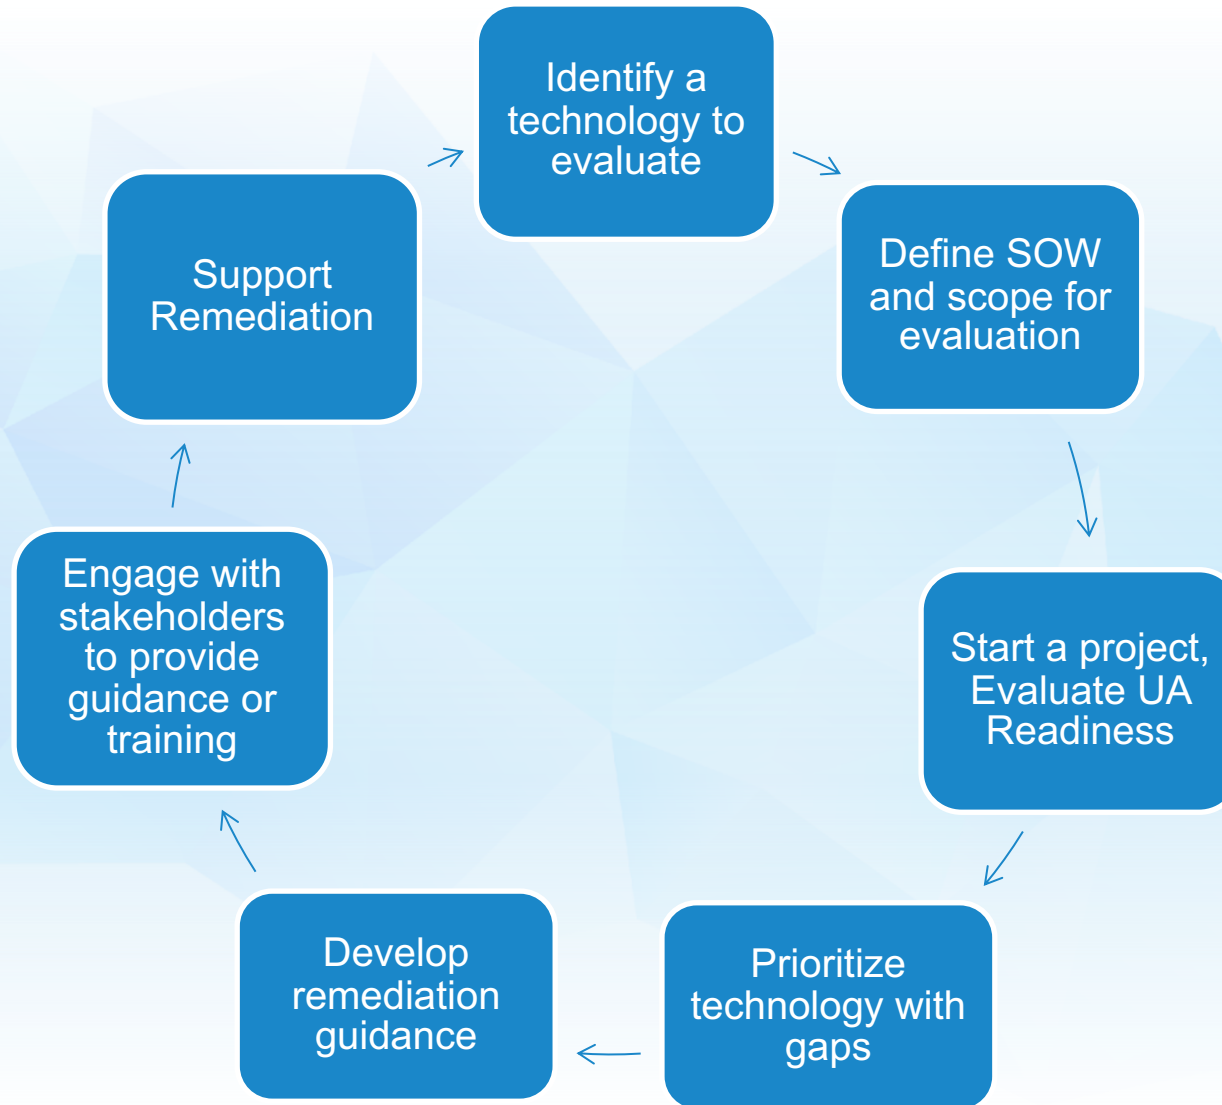 Identify a
technology to
evaluate
Define SOW
and scope for
evaluation
Start a project,
Evaluate UA
Readiness
Prioritize
technology with
gaps
Develop
remediation
guidance
Engage with
stakeholders
to provide
guidance or
training
Support
Remediation